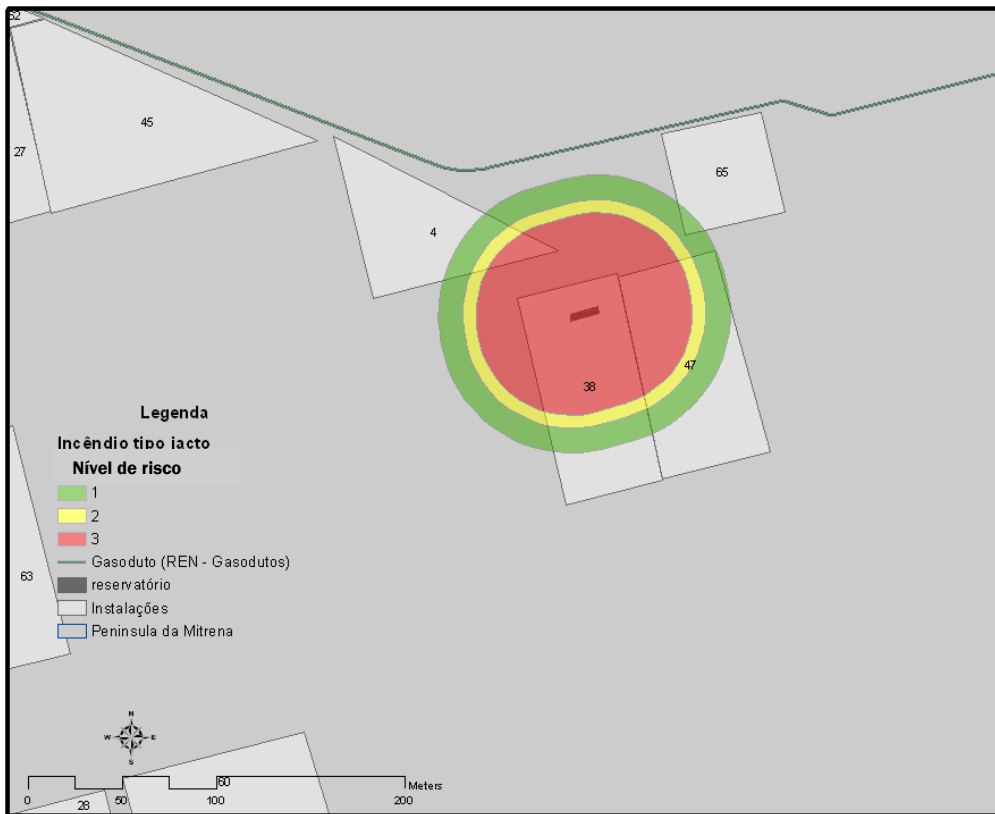 52
45
27
65
4
38
47
Legenda
Incêndio tipo jacto
Nível de risco
1
2
3
Gasoduto (REN - Gasodutos)
reservatório
63
Instalações
Peninsula da Mitrena
N
W E
S
60
Meters
28
0 50 100 200